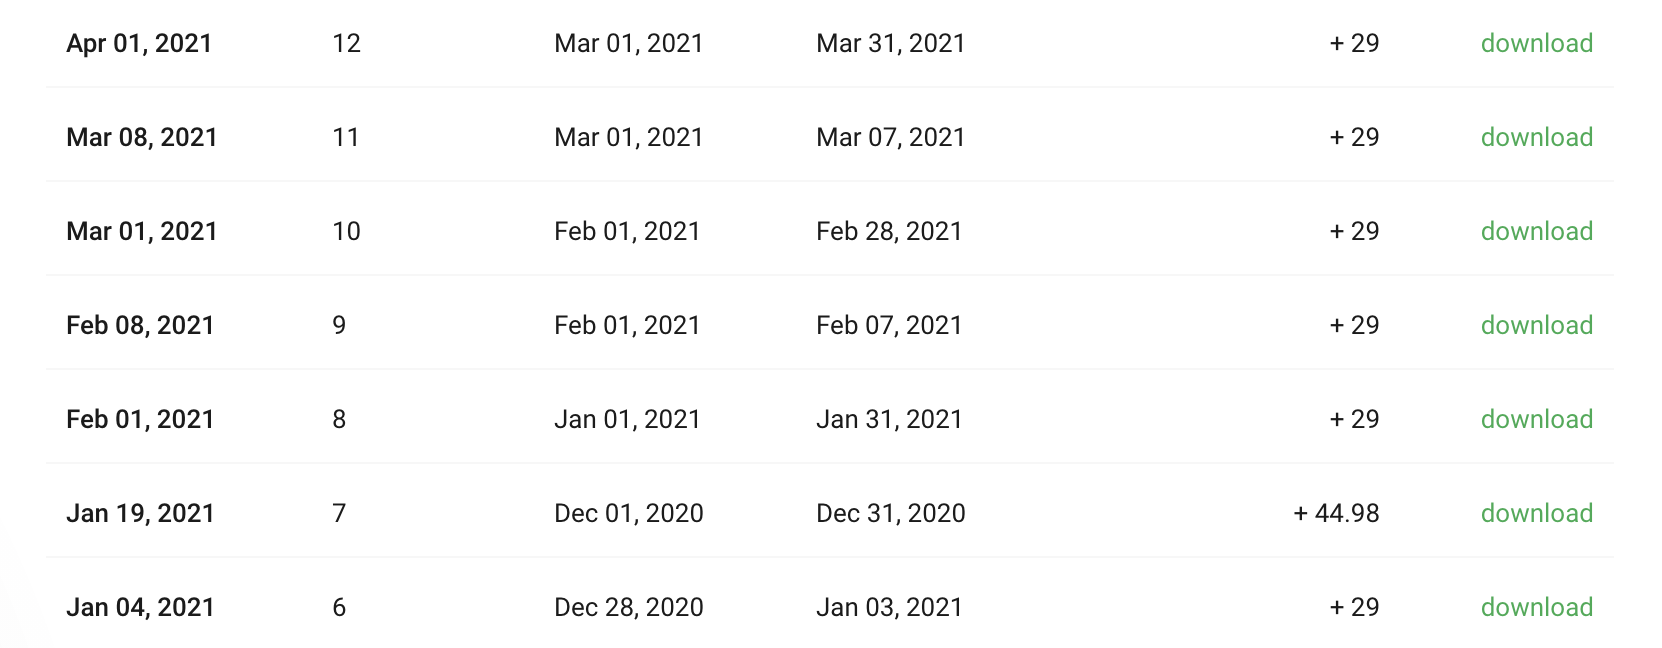 Apr 01, 2021 12 Mar 01, 2021 Mar 31, 2021 + 29 download
Mar 08, 2021 11 Mar 01, 2021 Mar 07, 2021 + 29 download
Mar 01, 2021 10 Feb 01, 2021 Feb 28, 2021 + 29 download
Feb 08, 2021 9 Feb 01, 2021 Feb 07, 2021 + 29 download
Feb 01, 2021 8 Jan 01, 2021 Jan 31, 2021 + 29 download
Jan 19, 2021 7 Dec 01, 2020 Dec 31, 2020 + 44.98 download
Jan 04, 2021 6 Dec 28, 2020 Jan 03, 2021 + 29 download